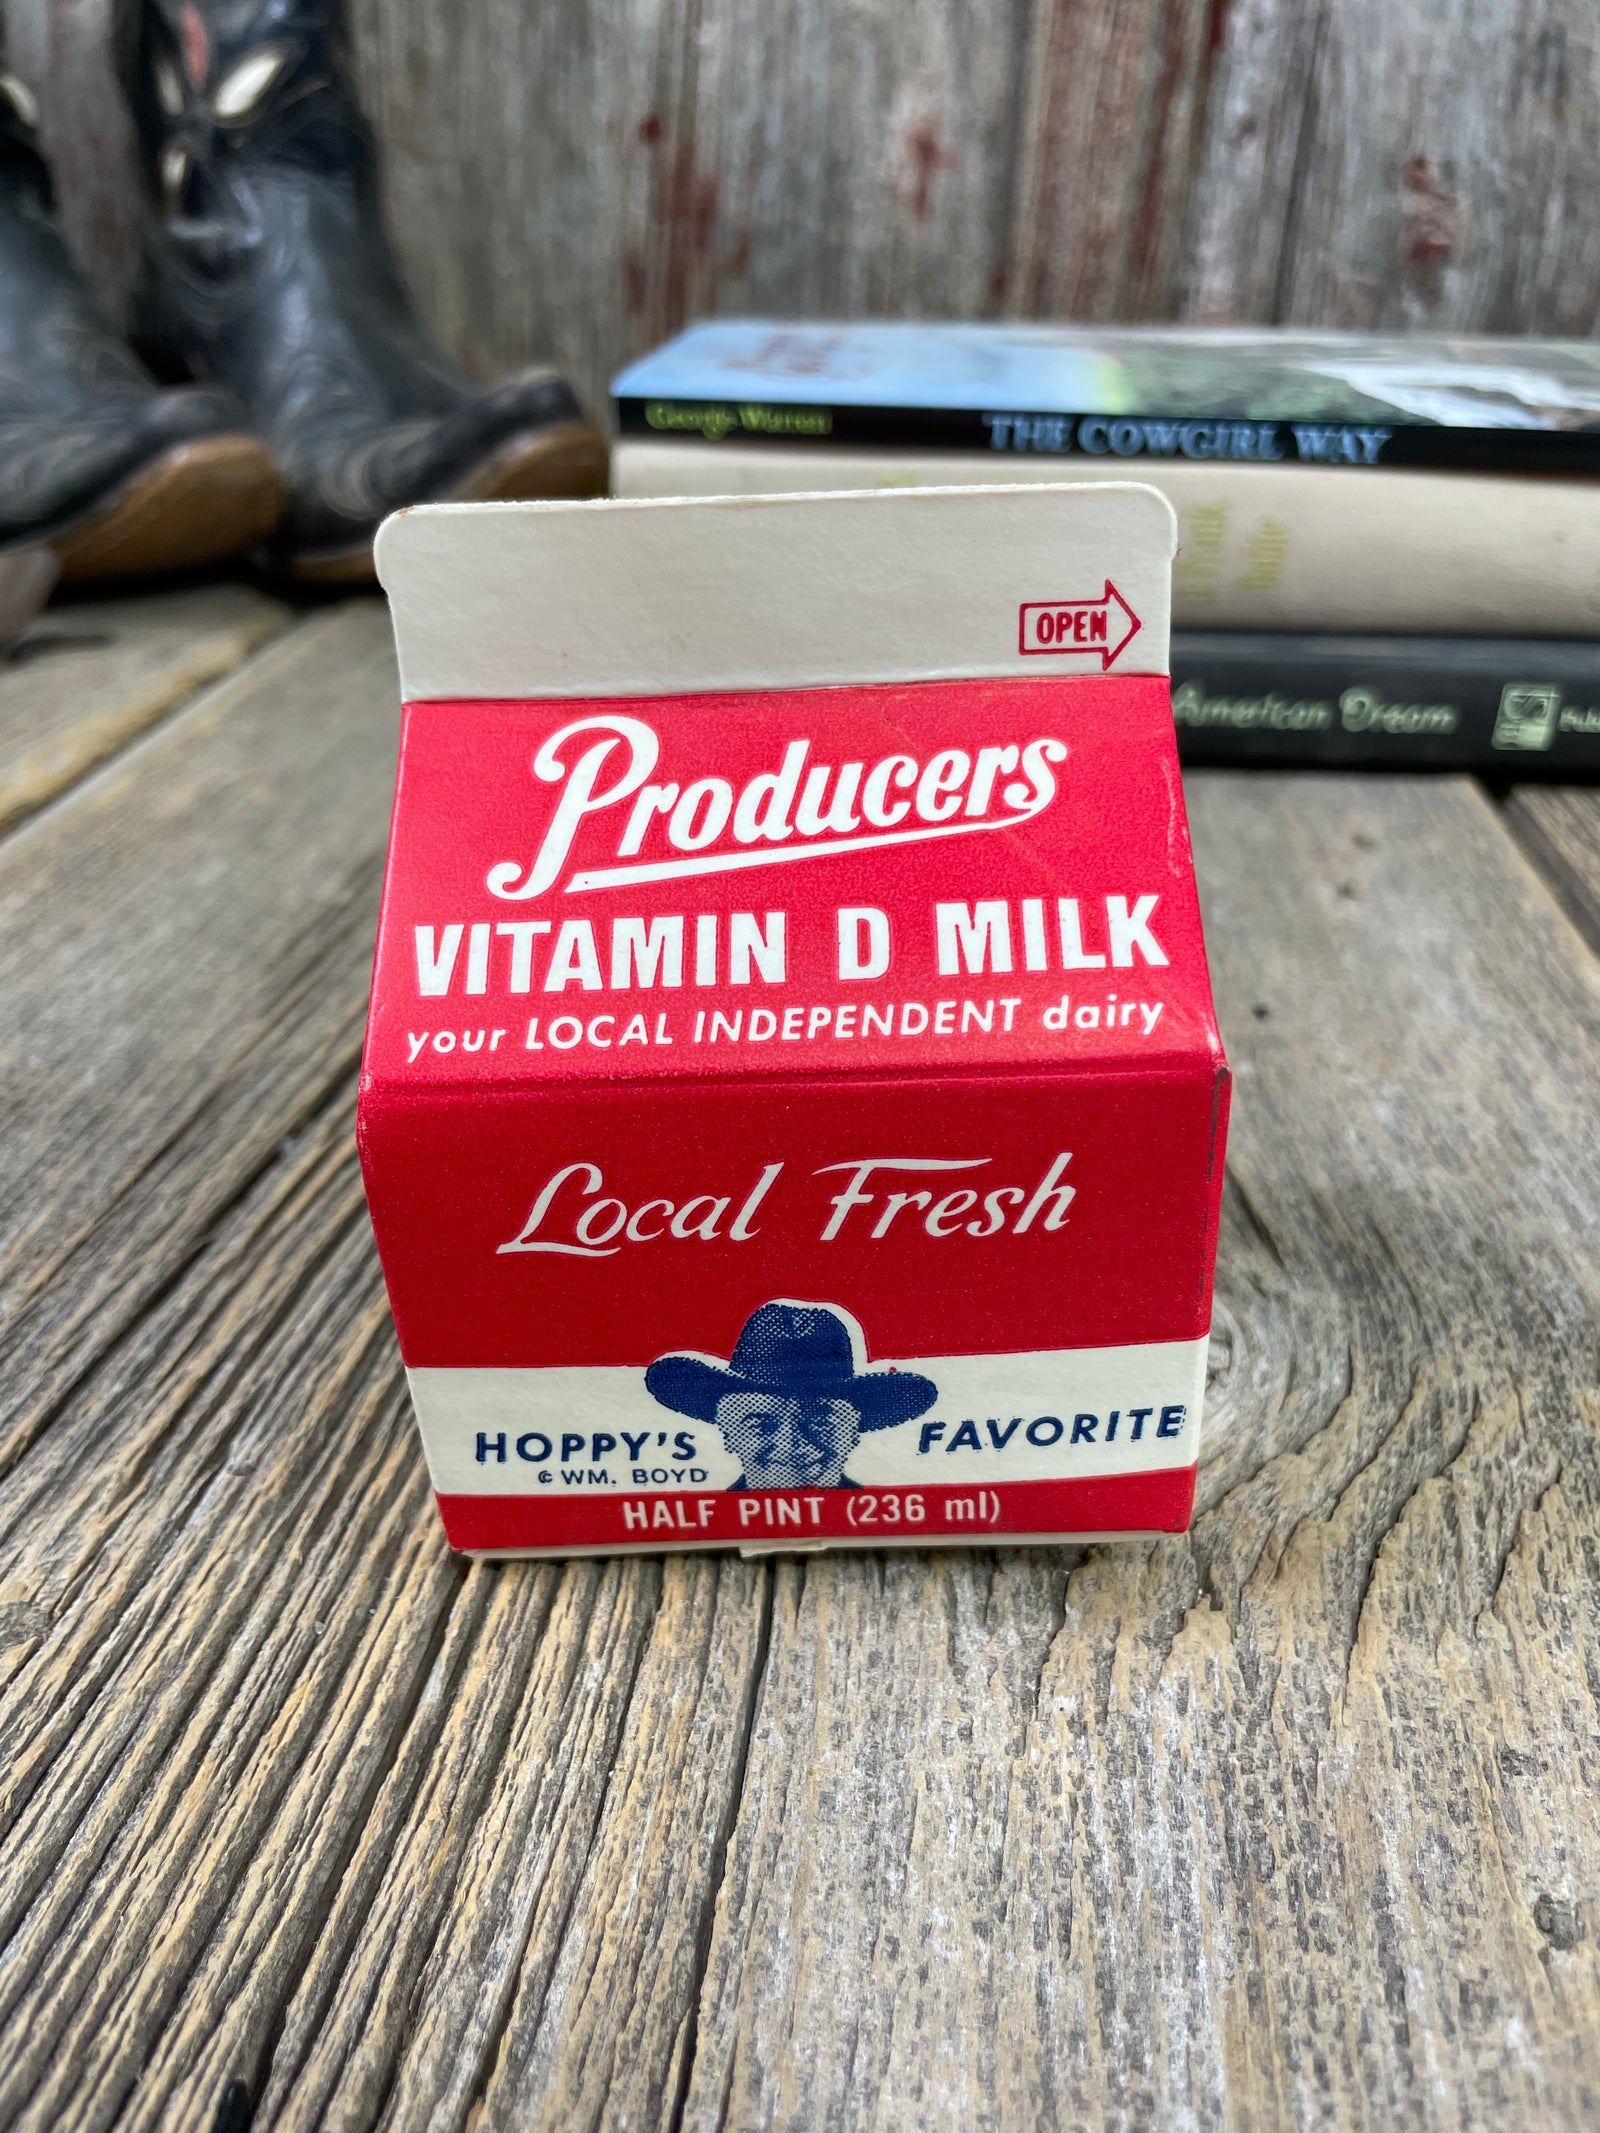 George Warren THE COWGIRL WAY
OPEN
American Dream
Producers
VITAMIN D MILK
your LOCAL INDEPENDENT dairy
Local Fresh
HOPPY'S FAVORITE
© WM. BOYD
HALF PINT (236 ml)